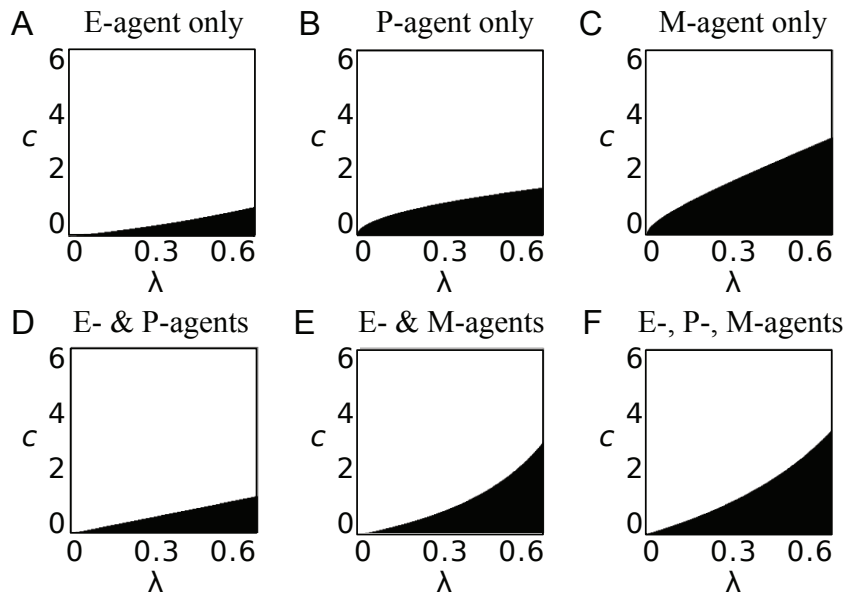 A E-agent only
B P-agent only
C M-agent only
6
4
c
2
0
0 0.3 0.6
λ
6
4
c
2
0
0 0.3 0.6
λ
6
4
c
2
0
0 0.3 0.6
λ
D E- & P-agents
E E- & M-agents
F E-, P-, M-agents
6
4
c
2
0
0 0.3 0.6
λ
6
4
c
2
0
0 0.3 0.6
λ
6
4
c
2
0
0 0.3 0.6
λ